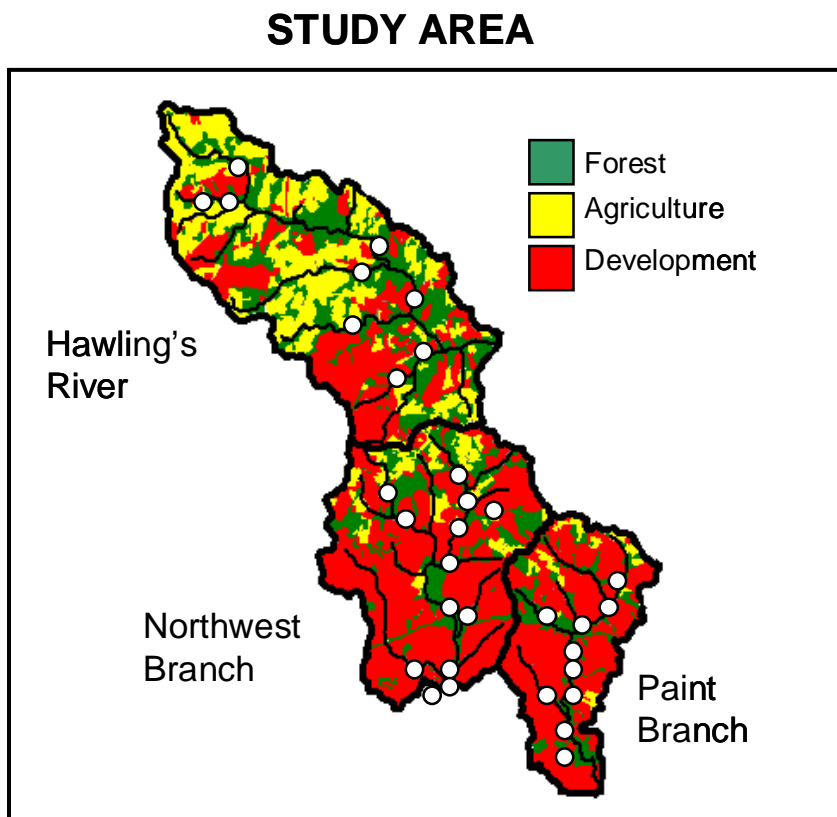 STUDY AREA
Forest
Agriculture
Development
Hawling's
River
Northwest
Branch
Paint
Branch